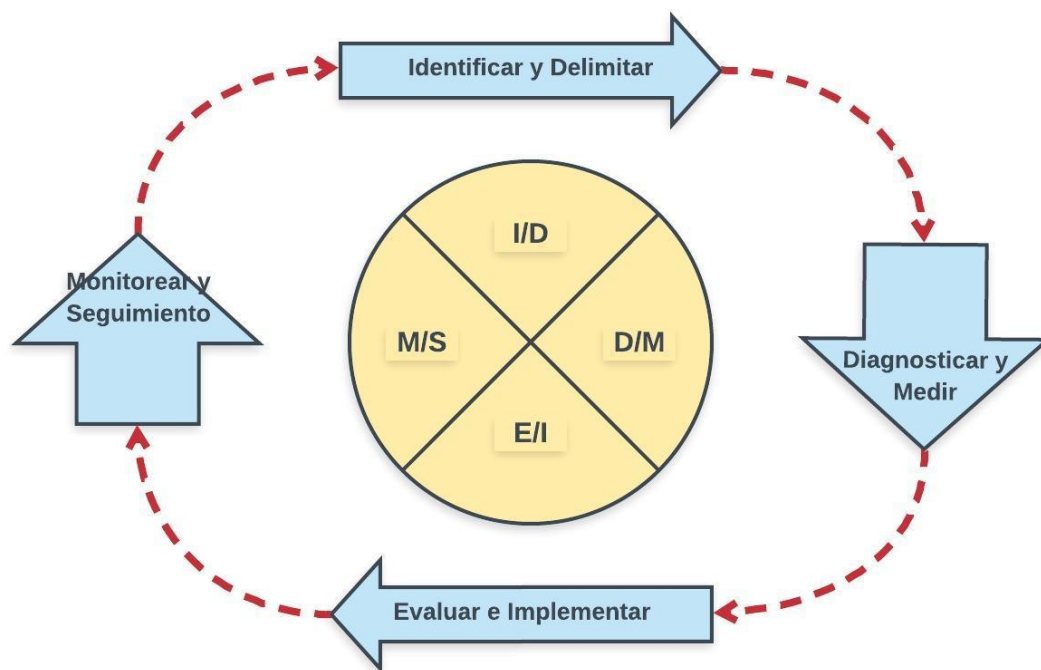 Identificar y Delimitar
I/D
Monitorear y
Seguimiento
M/S
D/M
Diagnosticar y
Medir
E/I
Evaluar e Implementar